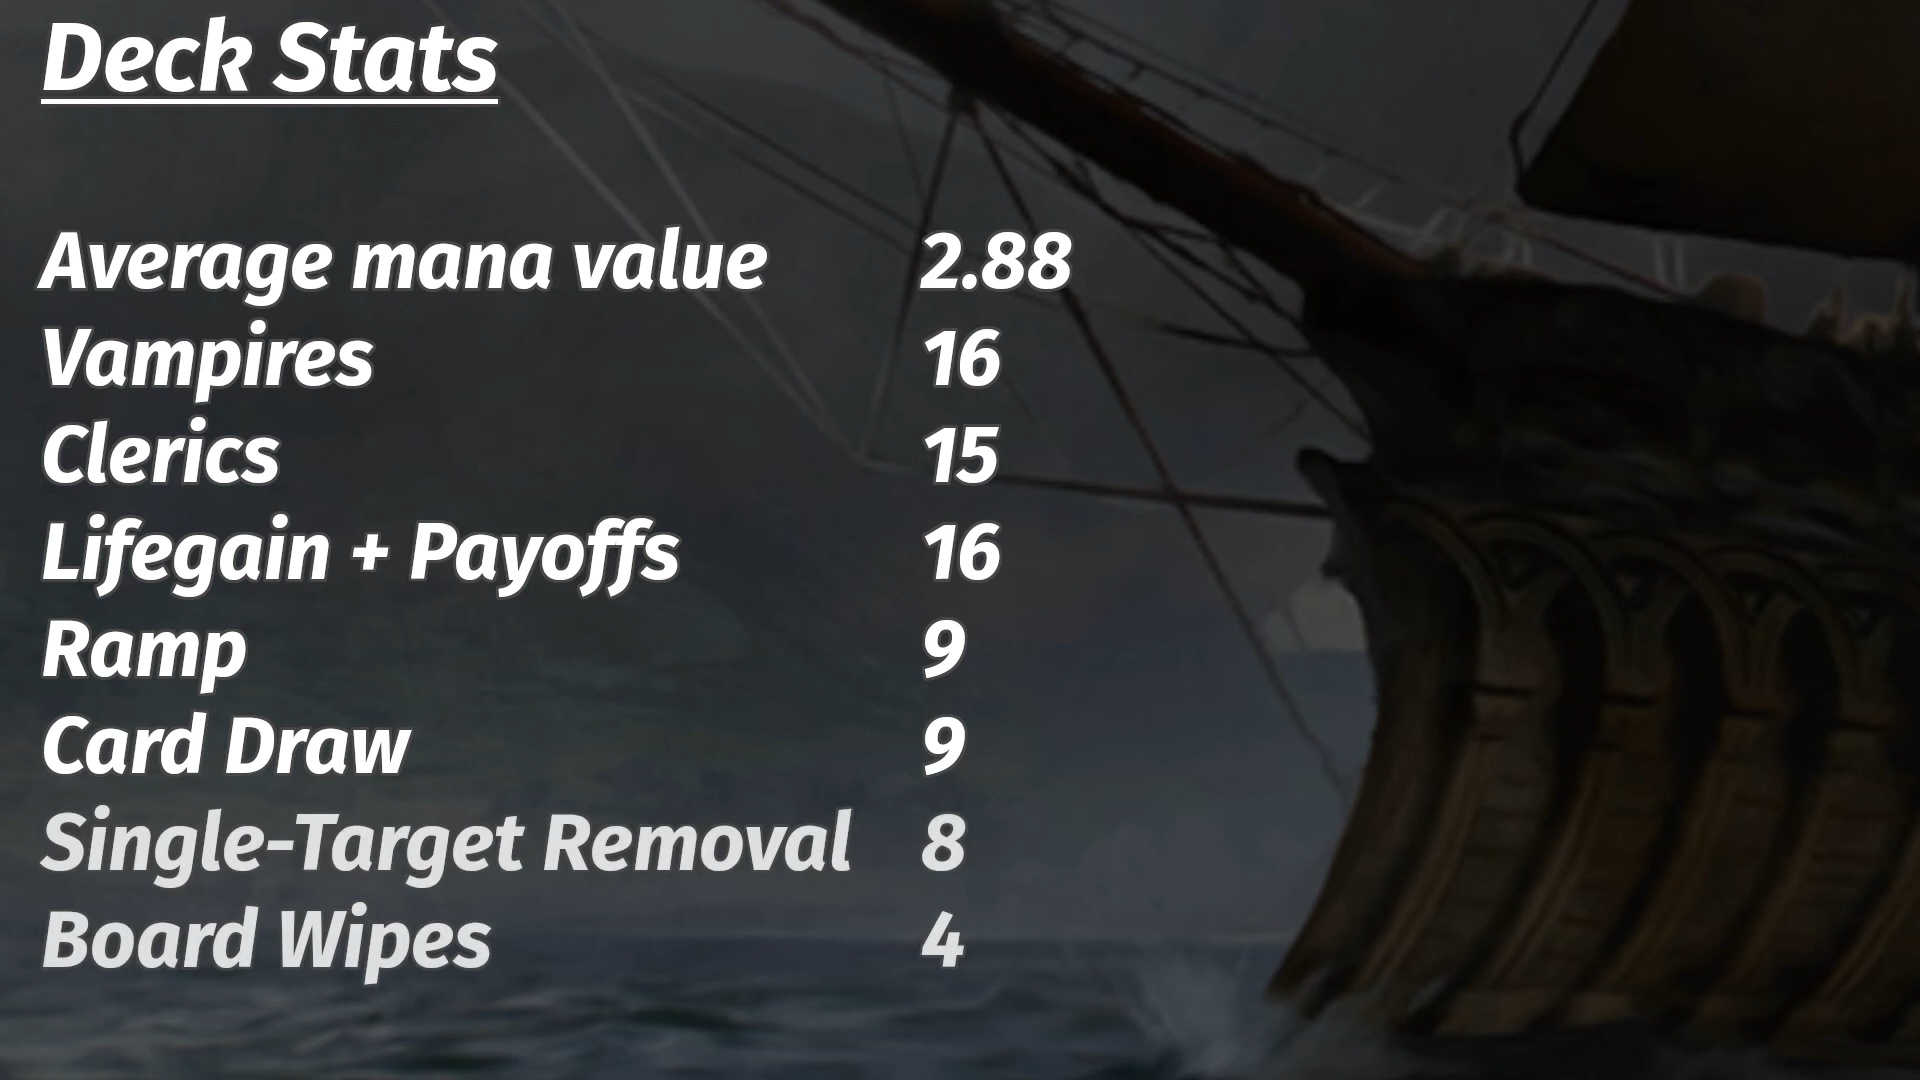 Deck Stats
Average mana value 2.88
Vampires 16
Clerics 15
Lifegain + Payoffs 16
Ramp 9
Card Draw 9
Single-Target Removal 8
Board Wipes 4